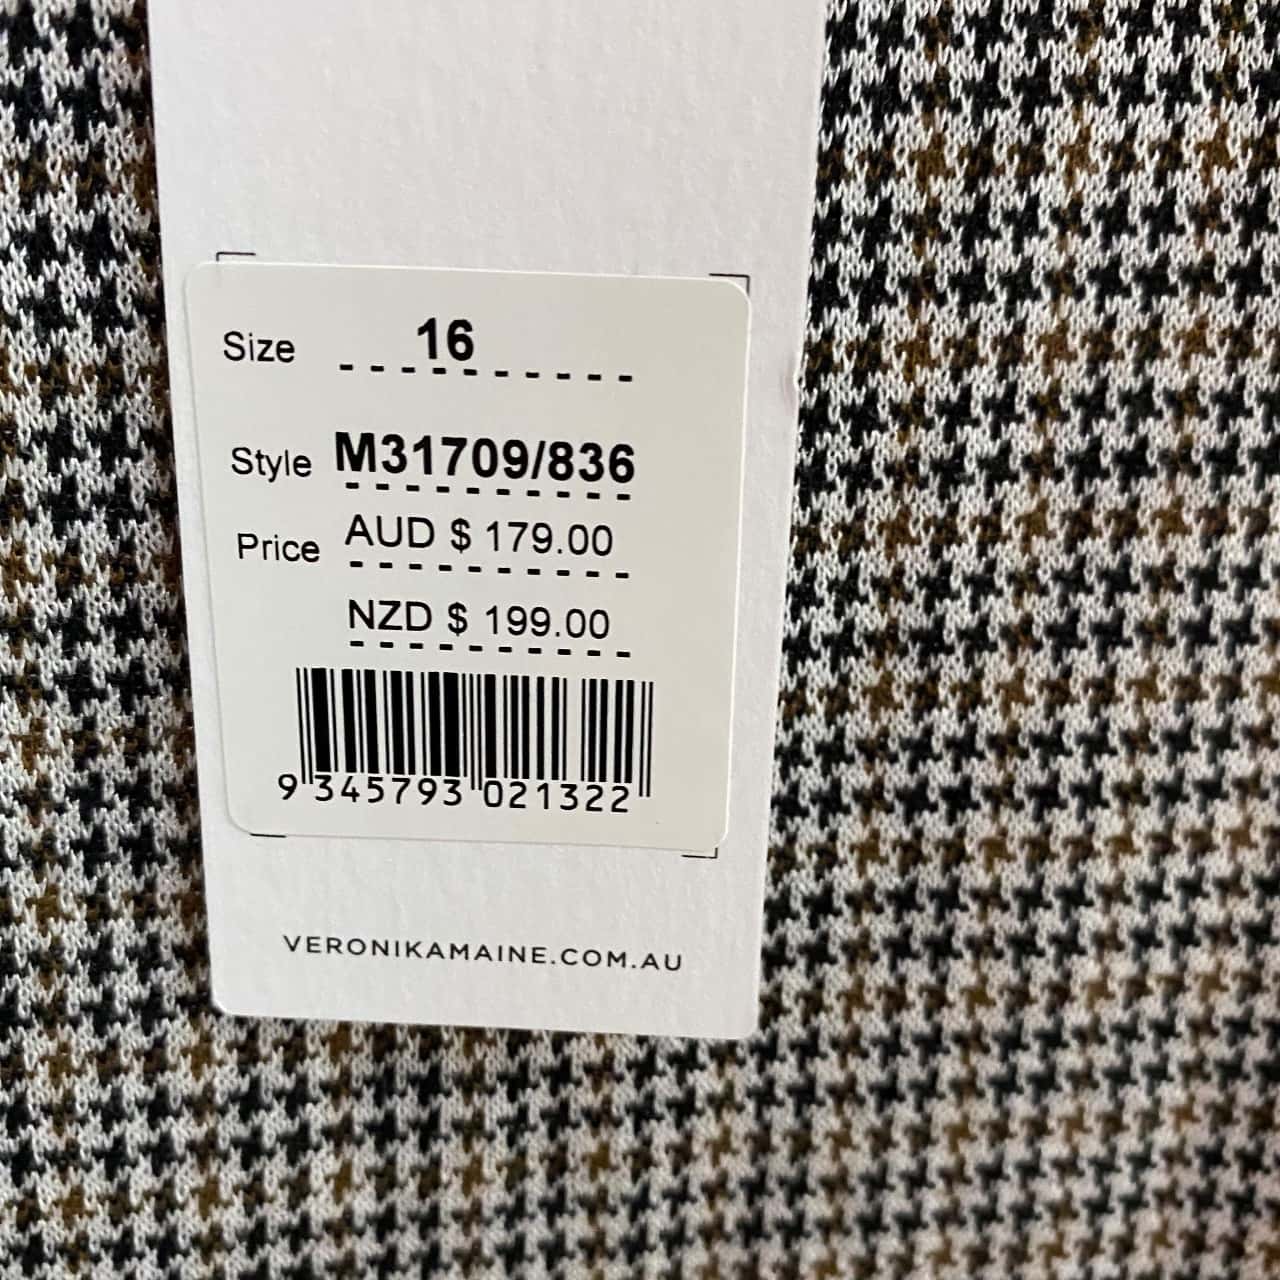 Size 16
Style M31709/836
Price AUD $ 179.00
NZD $ 199.00
9 345793 021322
VERONIKAMAINE.COM.AU